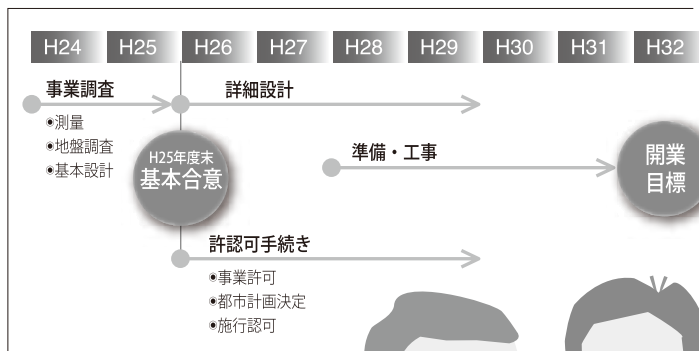 H24 H25 H26 H27 H28 H29 H30 H31 H32
事業調査
◉測量
◉地盤調査
◉基本設計
詳細設計
H25年度末
基本合意
準備・工事
開業
目標
許認可手続き
◉事業許可
◉都市計画決定
◉施行認可